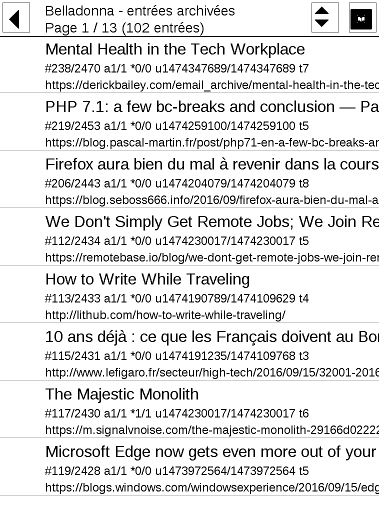 Belladonna - entrées archivées
Page 1 / 13 (102 entrées)
Mental Health in the Tech Workplace
#238/2470 a1/1 *0/0 u1474347689/1474347689 t7
https://derickbailey.com/email_archive/mental-health-in-the-tec
PHP 7.1: a few bc-breaks and conclusion — Pa
#219/2453 a1/1 *0/0 u1474259100/1474259100 t5
https://blog.pascal-martin.fr/post/php71-en-a-few-bc-breaks-ar
Firefox aura bien du mal à revenir dans la cours
#206/2443 a1/1 *0/0 u1474204079/1474204079 t8
https://blog.seboss666.info/2016/09/firefox-aura-bien-du-mal-a
We Don't Simply Get Remote Jobs; We Join Re
#112/2434 a1/1 *0/0 u1474230017/1474230017 t5
https://remotebase.io/blog/we-dont-get-remote-jobs-we-join-rer
How to Write While Traveling
#113/2433 a1/1 *0/0 u1474190789/1474109629 t4
http://lithub.com/how-to-write-while-traveling/
10 ans déjà : ce que les Français doivent au Bor
#115/2431 a1/1 *0/0 u1474191235/1474109768 t3
http://www.lefigaro.fr/secteur/high-tech/2016/09/15/32001-2016
The Majestic Monolith
#117/2430 a1/1 *1/1 u1474230017/1474230017 t6
https://m.signalvnoise.com/the-majestic-monolith-29166d02222
Microsoft Edge now gets even more out of your
#119/2428 a1/1 *0/0 u1473972564/1473972564 t5
https://blogs.windows.com/windowsexperience/2016/09/15/edg